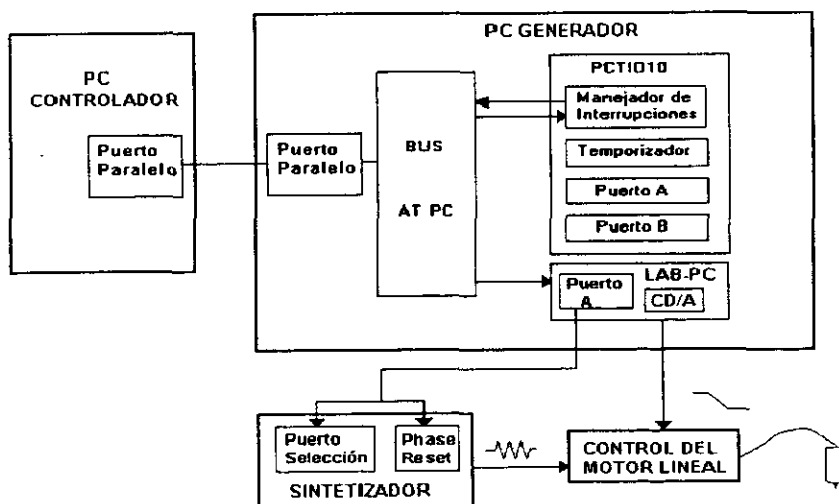 PC GENERADOR
PC
CONTROLADOR
Puerto
Paralelo
Puerto
Paralelo
BUS
AT PC
PCTIO10
Manejador de
Interrupciones
Temporizador
Puerto A
Puerto B
LAB-PC
Puerto
A
CD/A
Puerto
Selección
Phase
Reset
SINTETIZADOR
CONTROL DEL
MOTOR LINEAL